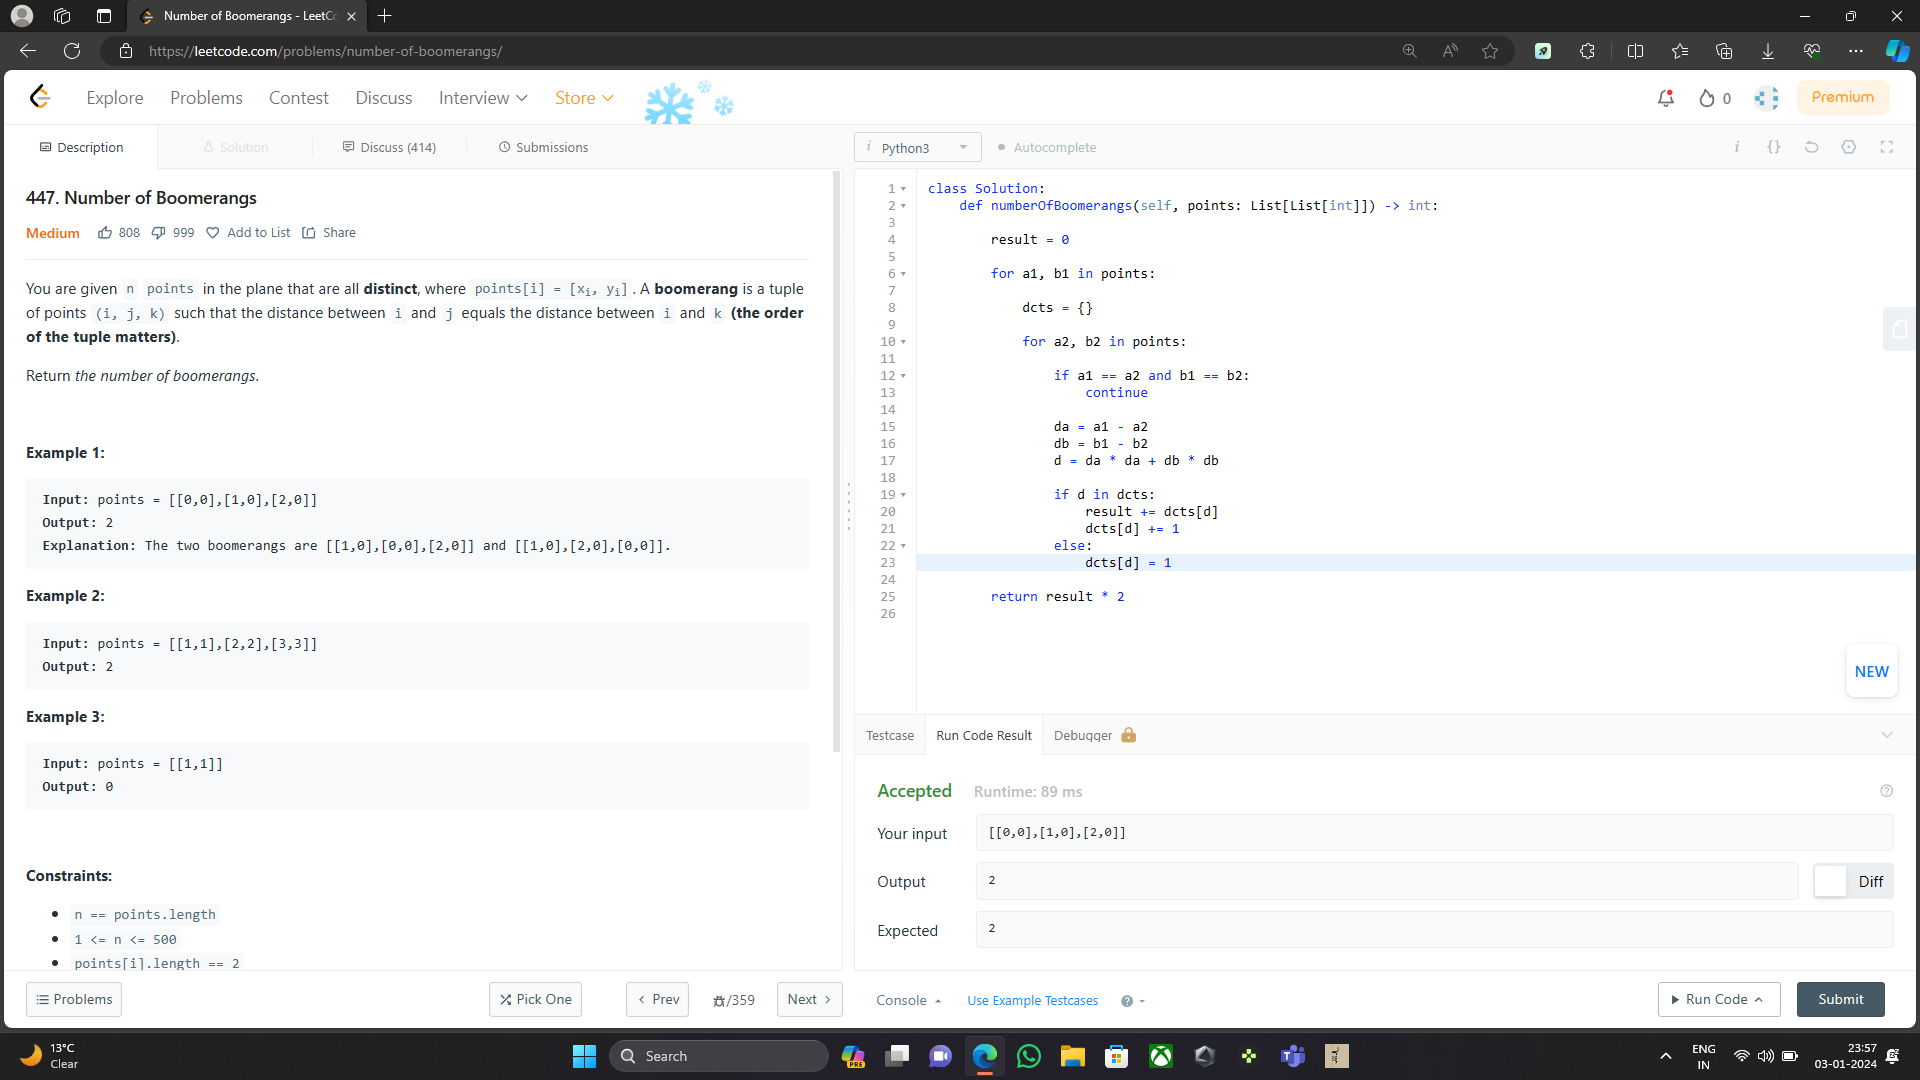 Number of Boomerangs - LeetCo
https://leetcode.com/problems/number-of-boomerangs/
Explore
Problems
Contest
Discuss
Interview
Store
0
Premium
Description
Solution
Discuss (414)
Submissions
447. Number of Boomerangs
Medium 808 999 Add to List Share
You are given n points in the plane that are all distinct, where points[i] = [xi, yi]. A boomerang is a tuple
of points (i, j, k) such that the distance between i and j equals the distance between i and k (the order
of the tuple matters).
Return the number of boomerangs.
Example 1:
Input: points = [[0,0],[1,0],[2,0]]
Output: 2
Explanation: The two boomerangs are [[1,0],[0,0],[2,0]] and [[1,0],[2,0],[0,0]].
Example 2:
Input: points = [[1,1],[2,2],[3,3]]
Output: 2
Example 3:
Input: points = [[1,1]]
Output: 0
Constraints:
n == points.length
1 <= n <= 500
points[i].length == 2
Problems
Pick One
Prev
/359
Next
i Python3
Autocomplete
i {}
1 class Solution:
2     def numberOfBoomerangs(self, points: List[List[int]]) -> int:
3
4         result = 0
5
6         for a1, b1 in points:
7
8             dcts = {}
9
10             for a2, b2 in points:
11
12                 if a1 == a2 and b1 == b2:
13                     continue
14
15                 da = a1 - a2
16                 db = b1 - b2
17                 d = da * da + db * db
18
19                 if d in dcts:
20                     result += dcts[d]
21                     dcts[d] += 1
22                 else:
23                     dcts[d] = 1
24
25         return result * 2
26
NEW
Testcase
Run Code Result
Debugger
Accepted Runtime: 89 ms
Your input
[[0,0],[1,0],[2,0]]
Output
2
Diff
Expected
2
Console
Use Example Testcases
Run Code
Submit
13°C
Clear
Search
PRE
ENG
IN
23:57
03-01-2024